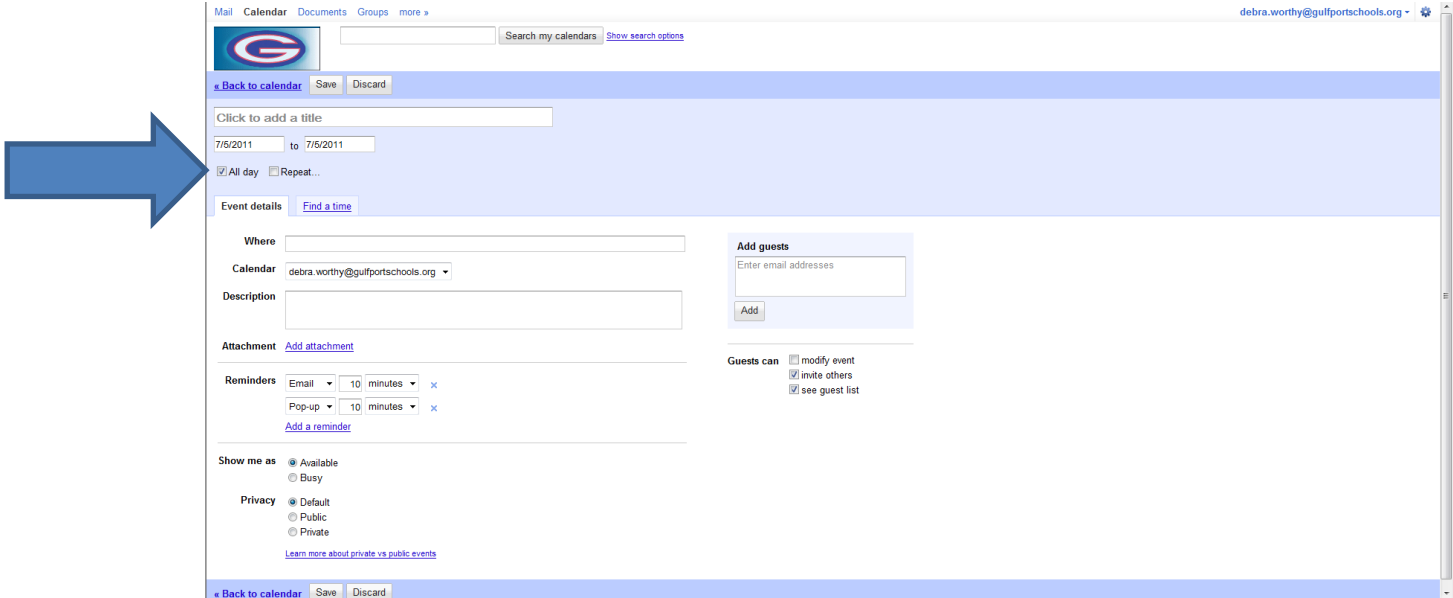 Mail Calendar Documents Groups more » debra.worthy@gulfportschools.org
G Search my calendars Show search options
« Back to calendar Save Discard
Click to add a title
7/5/2011 to 7/5/2011
All day Repeat...
Event details Find a time
Where
Calendar debra.worthy@gulfportschools.org
Description
Attachment Add attachment
Reminders Email 10 minutes ×
Pop-up 10 minutes ×
Add a reminder
Show me as Available
Busy
Privacy Default
Public
Private
Learn more about private vs public events
Add guests
Enter email addresses
Add
Guests can modify event
invite others
see guest list
« Back to calendar Save Discard